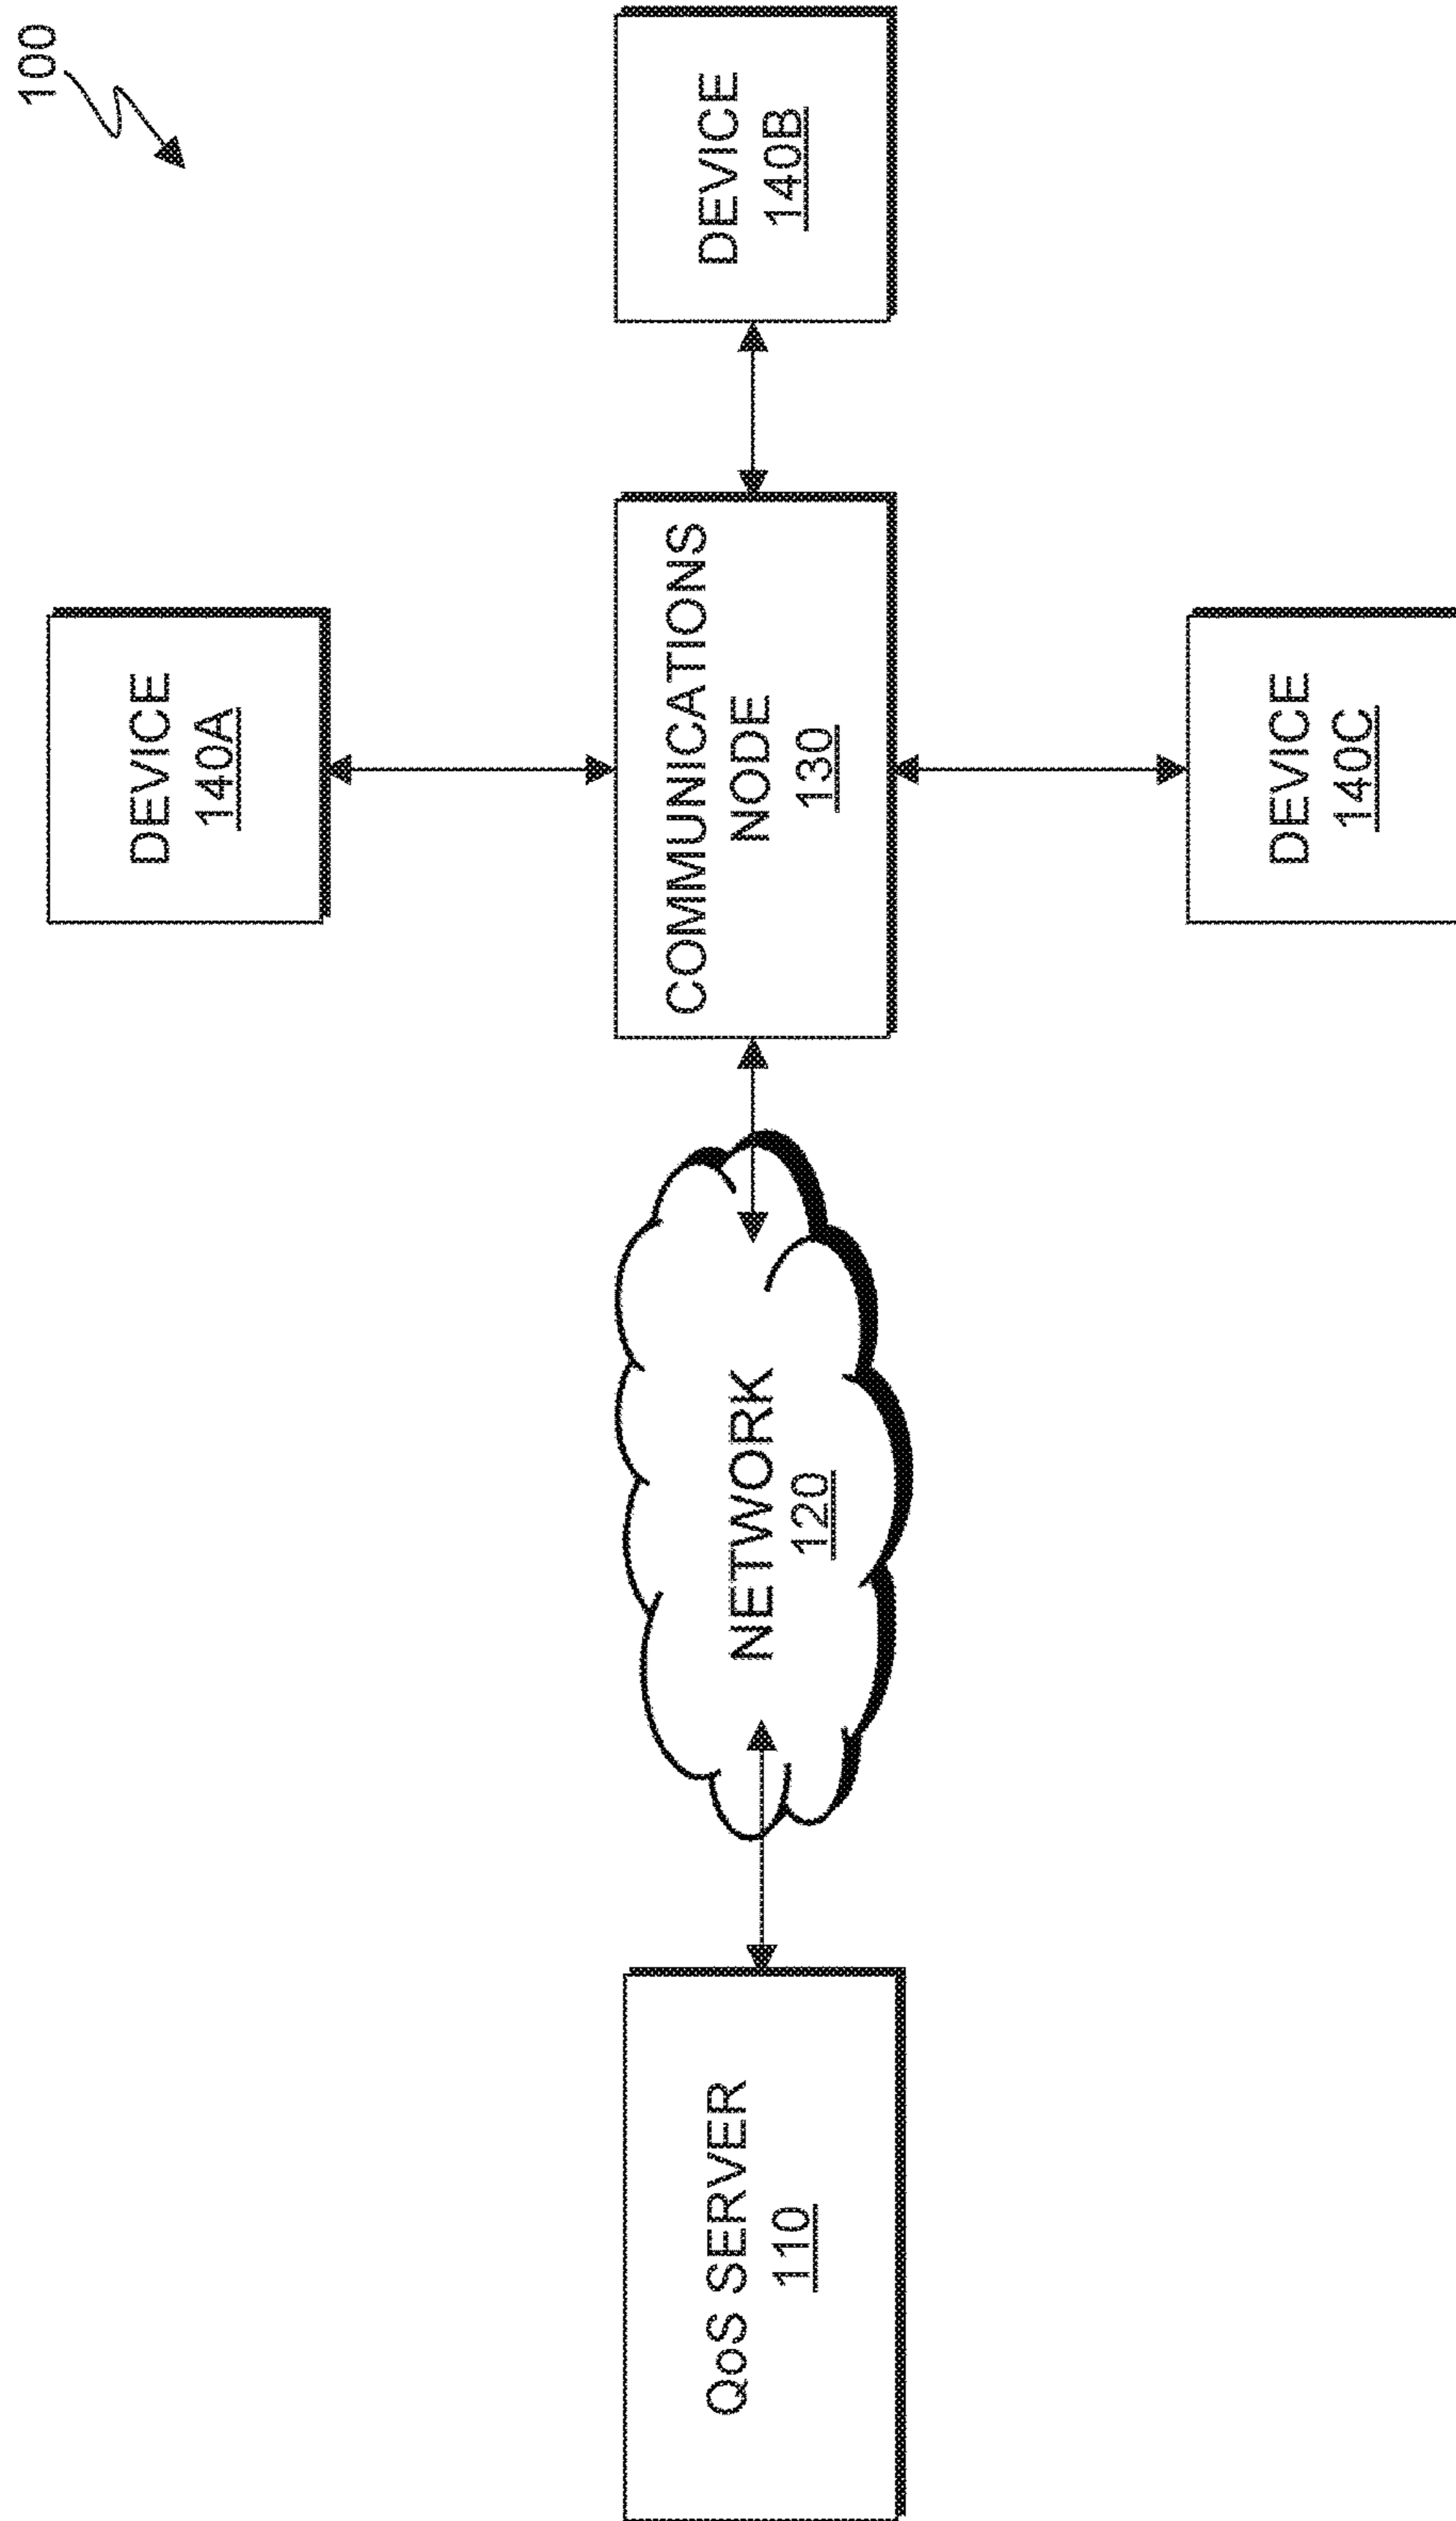 100
DEVICE
140A
QoS SERVER
110
NETWORK
120
COMMUNICATIONS
NODE
130
DEVICE
140B
DEVICE
140C